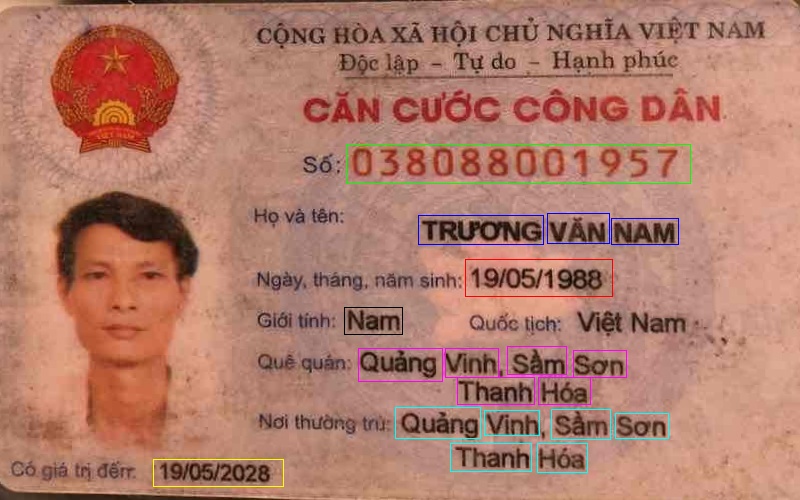 CỘNG HÒA XÃ HỘI CHỦ NGHĨA VIỆT NAM
Độc lập – Tự do – Hạnh phúc
CĂN CƯỚC CÔNG DÂN
Số: 038088001957
Họ và tên:
TRƯƠNG VĂN NAM
Ngày, tháng, năm sinh: 19/05/1988
Giới tính: Nam Quốc tịch: Việt Nam
Quê quán: Quảng Vinh, Sầm Sơn
Thanh Hóa
Nơi thường trú: Quảng Vinh, Sầm Sơn
Thanh Hóa
Có giá trị đến: 19/05/2028